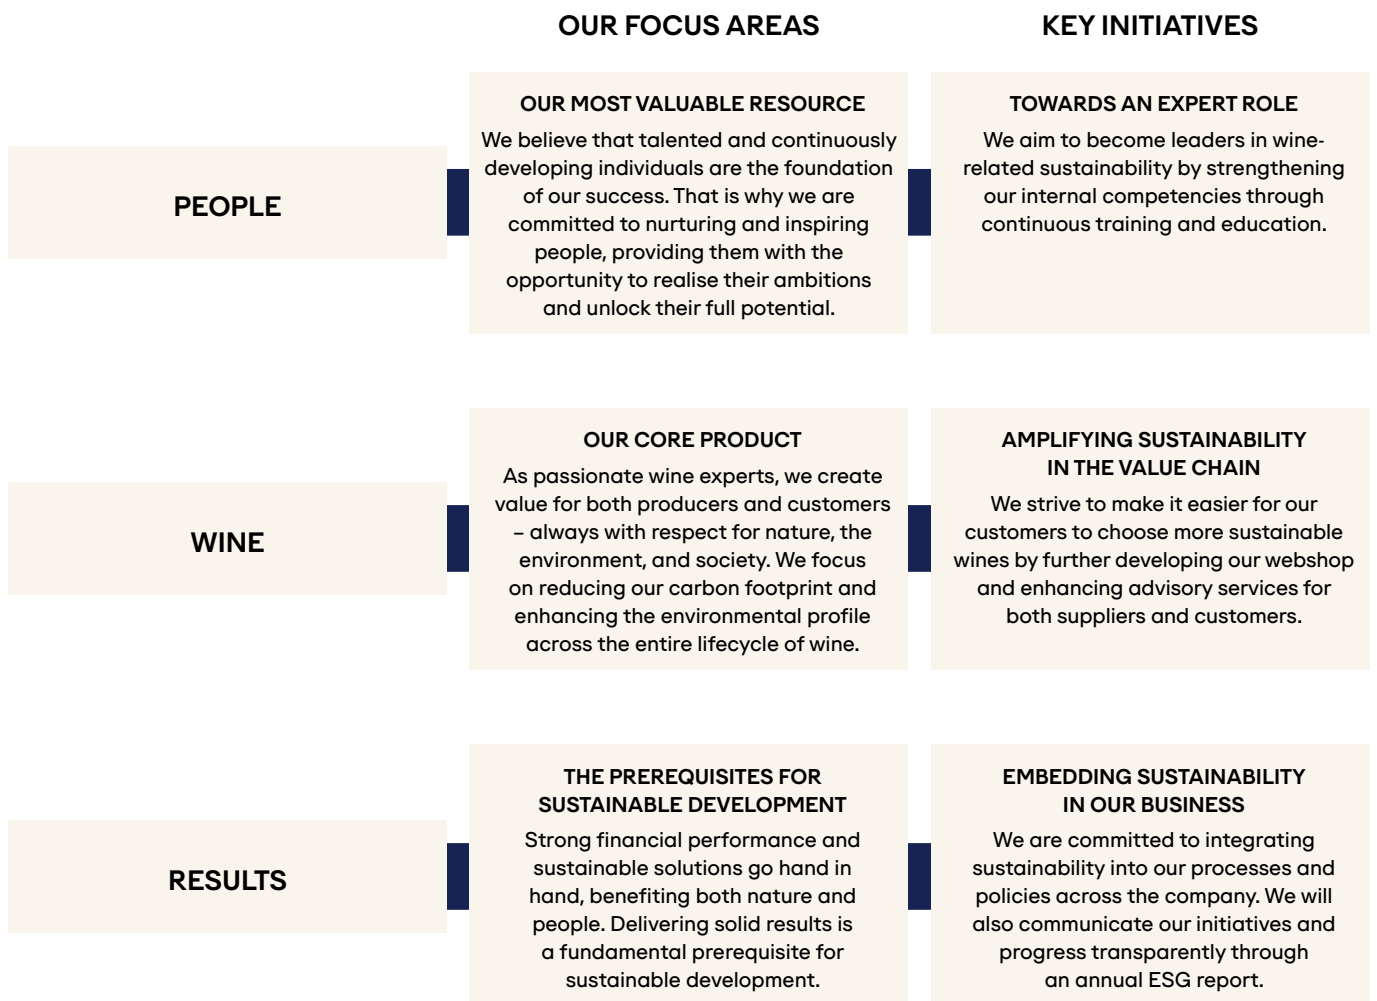 OUR FOCUS AREAS
KEY INITIATIVES
PEOPLE
OUR MOST VALUABLE RESOURCE
We believe that talented and continuously
developing individuals are the foundation
of our success. That is why we are
committed to nurturing and inspiring
people, providing them with the
opportunity to realise their ambitions
and unlock their full potential.
TOWARDS AN EXPERT ROLE
We aim to become leaders in wine-
related sustainability by strengthening
our internal competencies through
continuous training and education.
WINE
OUR CORE PRODUCT
As passionate wine experts, we create
value for both producers and customers
– always with respect for nature, the
environment, and society. We focus
on reducing our carbon footprint and
enhancing the environmental profile
across the entire lifecycle of wine.
AMPLIFYING SUSTAINABILITY
IN THE VALUE CHAIN
We strive to make it easier for our
customers to choose more sustainable
wines by further developing our webshop
and enhancing advisory services for
both suppliers and customers.
RESULTS
THE PREREQUISITES FOR
SUSTAINABLE DEVELOPMENT
Strong financial performance and
sustainable solutions go hand in
hand, benefiting both nature and
people. Delivering solid results is
a fundamental prerequisite for
sustainable development.
EMBEDDING SUSTAINABILITY
IN OUR BUSINESS
We are committed to integrating
sustainability into our processes and
policies across the company. We will
also communicate our initiatives and
progress transparently through
an annual ESG report.